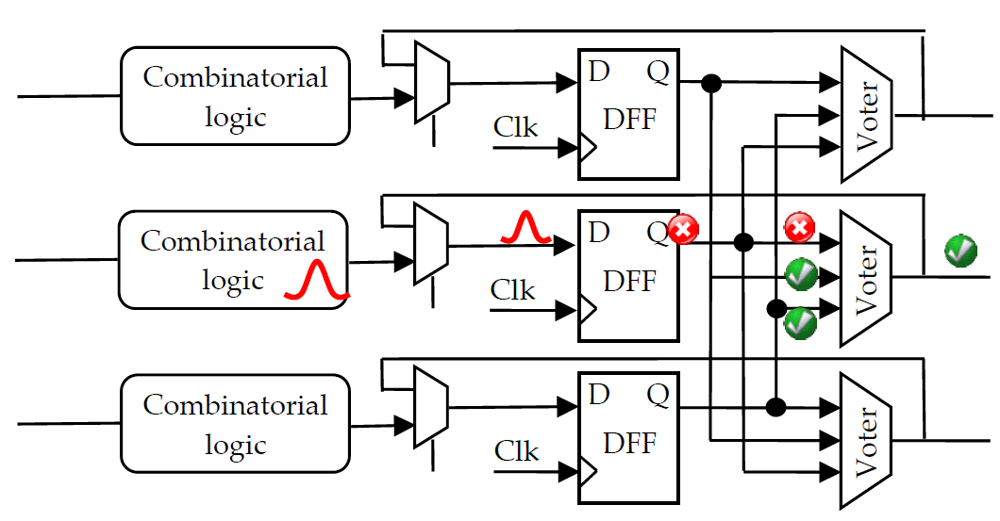 Combinatorial
logic
D Q
DFF
Clk
Voter
Combinatorial
logic
D Q
DFF
Clk
Voter
Combinatorial
logic
D Q
DFF
Clk
Voter